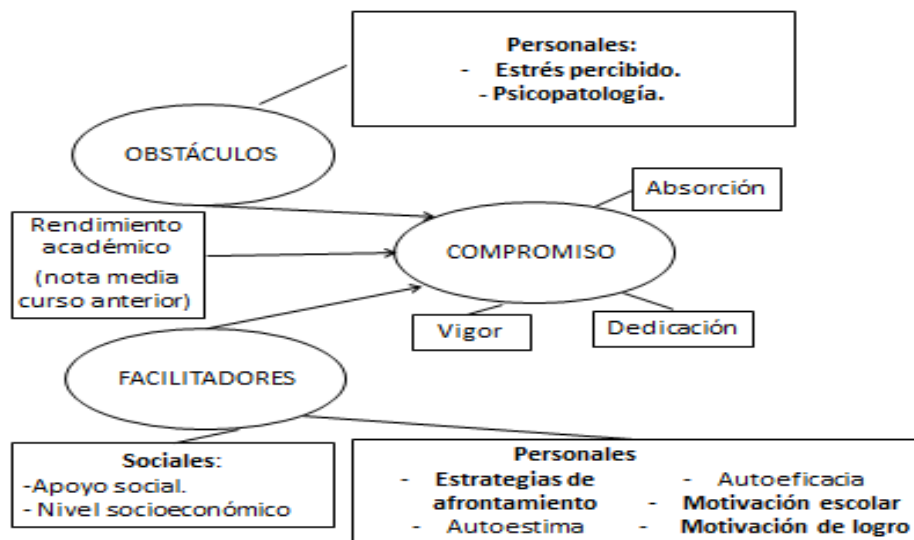 Personales:
- Estrés percibido.
- Psicopatología.
OBSTÁCULOS
Absorción
Rendimiento
académico
(nota media
curso anterior)
COMPROMISO
Vigor
Dedicación
FACILITADORES
Sociales:
-Apoyo social.
- Nivel socioeconómico
Personales
- Estrategias de afrontamiento
- Autoestima
- Autoeficacia
- Motivación escolar
- Motivación de logro